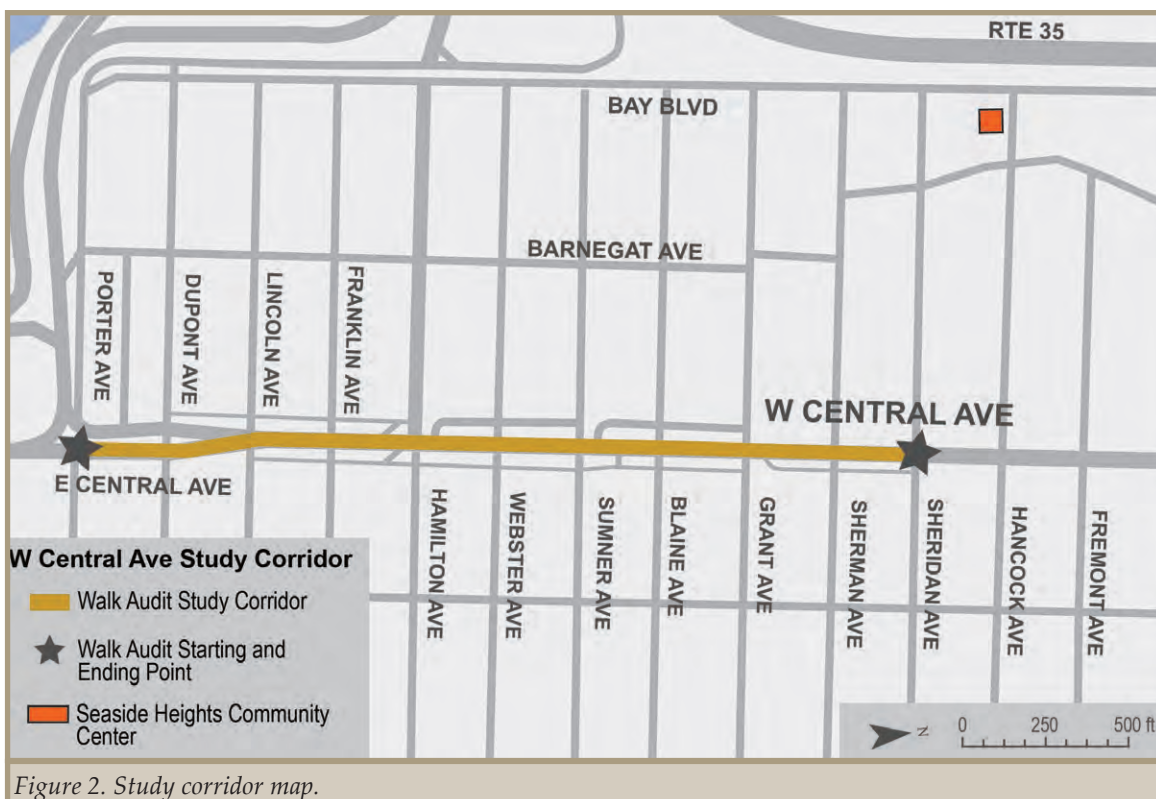 RTE 35
BAY BLVD
BARNEGAT AVE
PORTER AVE
DUPONT AVE
LINCOLN AVE
FRANKLIN AVE
W CENTRAL AVE
E CENTRAL AVE
HAMILTON AVE
WEBSTER AVE
SUMNER AVE
BLAINE AVE
GRANT AVE
SHERMAN AVE
SHERIDAN AVE
HANCOCK AVE
FREMONT AVE
W Central Ave Study Corridor
Walk Audit Study Corridor
Walk Audit Starting and
Ending Point
Seaside Heights Community
Center
N
0 250 500 ft
Figure 2. Study corridor map.